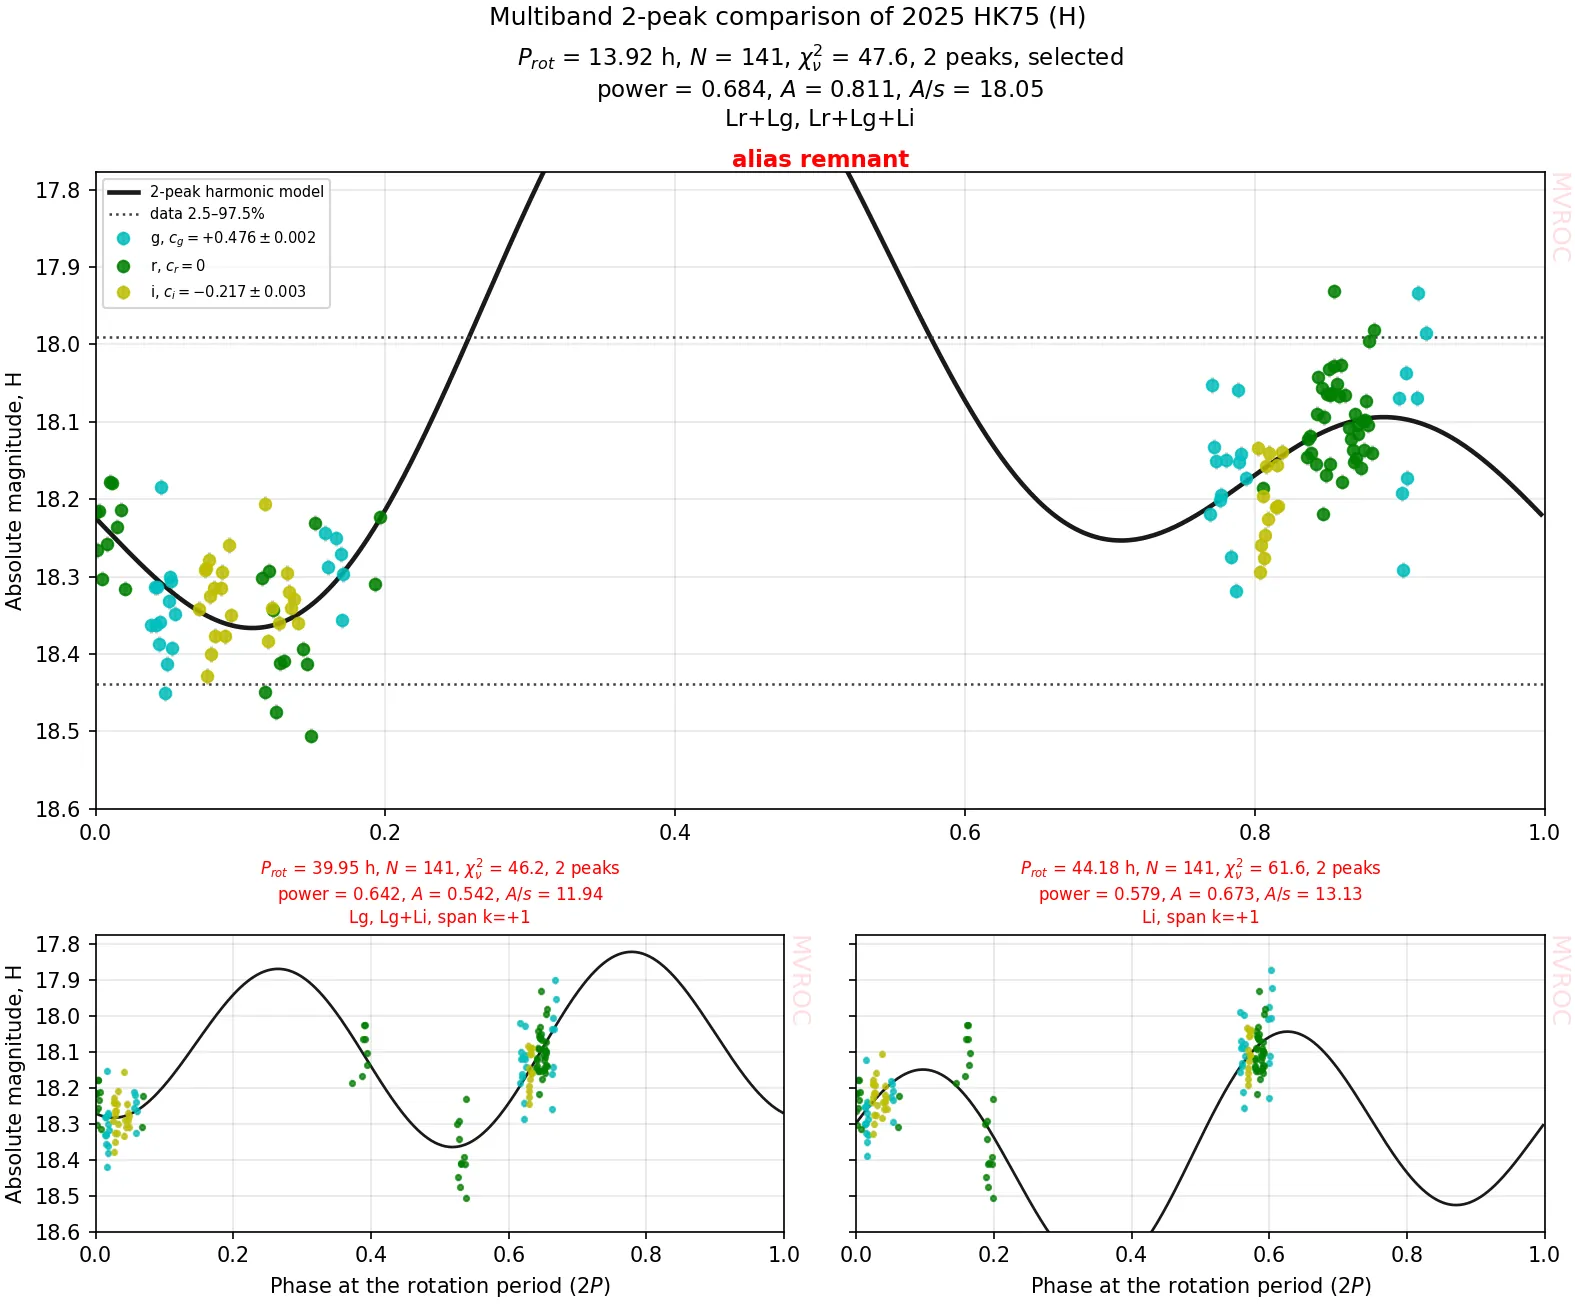 Multiband 2-peak comparison of 2025 HK75 (H)
P_rot = 13.92 h, N = 141, χ²_ν = 47.6, 2 peaks, selected
power = 0.684, A = 0.811, A/s = 18.05
Lr+Lg, Lr+Lg+Li
alias remnant
2-peak harmonic model
data 2.5–97.5%
g, c_g = +0.476 ± 0.002
r, c_r = 0
i, c_i = −0.217 ± 0.003
MVROC
Absolute magnitude, H
17.8
17.9
18.0
18.1
18.2
18.3
18.4
18.5
18.6
0.0 0.2 0.4 0.6 0.8 1.0
P_rot = 39.95 h, N = 141, χ²_ν = 46.2, 2 peaks
power = 0.642, A = 0.542, A/s = 11.94
Lg, Lg+Li, span k=+1
MVROC
Absolute magnitude, H
17.8
17.9
18.0
18.1
18.2
18.3
18.4
18.5
18.6
0.0 0.2 0.4 0.6 0.8 1.0
Phase at the rotation period (2P)
P_rot = 44.18 h, N = 141, χ²_ν = 61.6, 2 peaks
power = 0.579, A = 0.673, A/s = 13.13
Li, span k=+1
MVROC
0.0 0.2 0.4 0.6 0.8 1.0
Phase at the rotation period (2P)